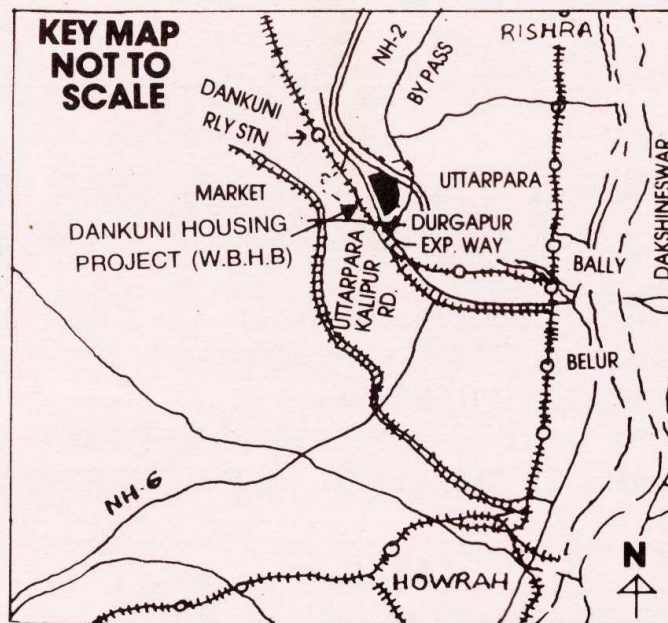 KEY MAP
NOT TO
SCALE
RISHRA
NH-2
BY PASS
DANKUNI
RLY STN
UTTARPARA
MARKET
DAKSHINESWAR
DANKUNI HOUSING
PROJECT (W.B.H.B)
DURGAPUR
EXP. WAY
UTTARPARA
KALIPUR
RD.
BALLY
BELUR
NH-6
HOWRAH
N